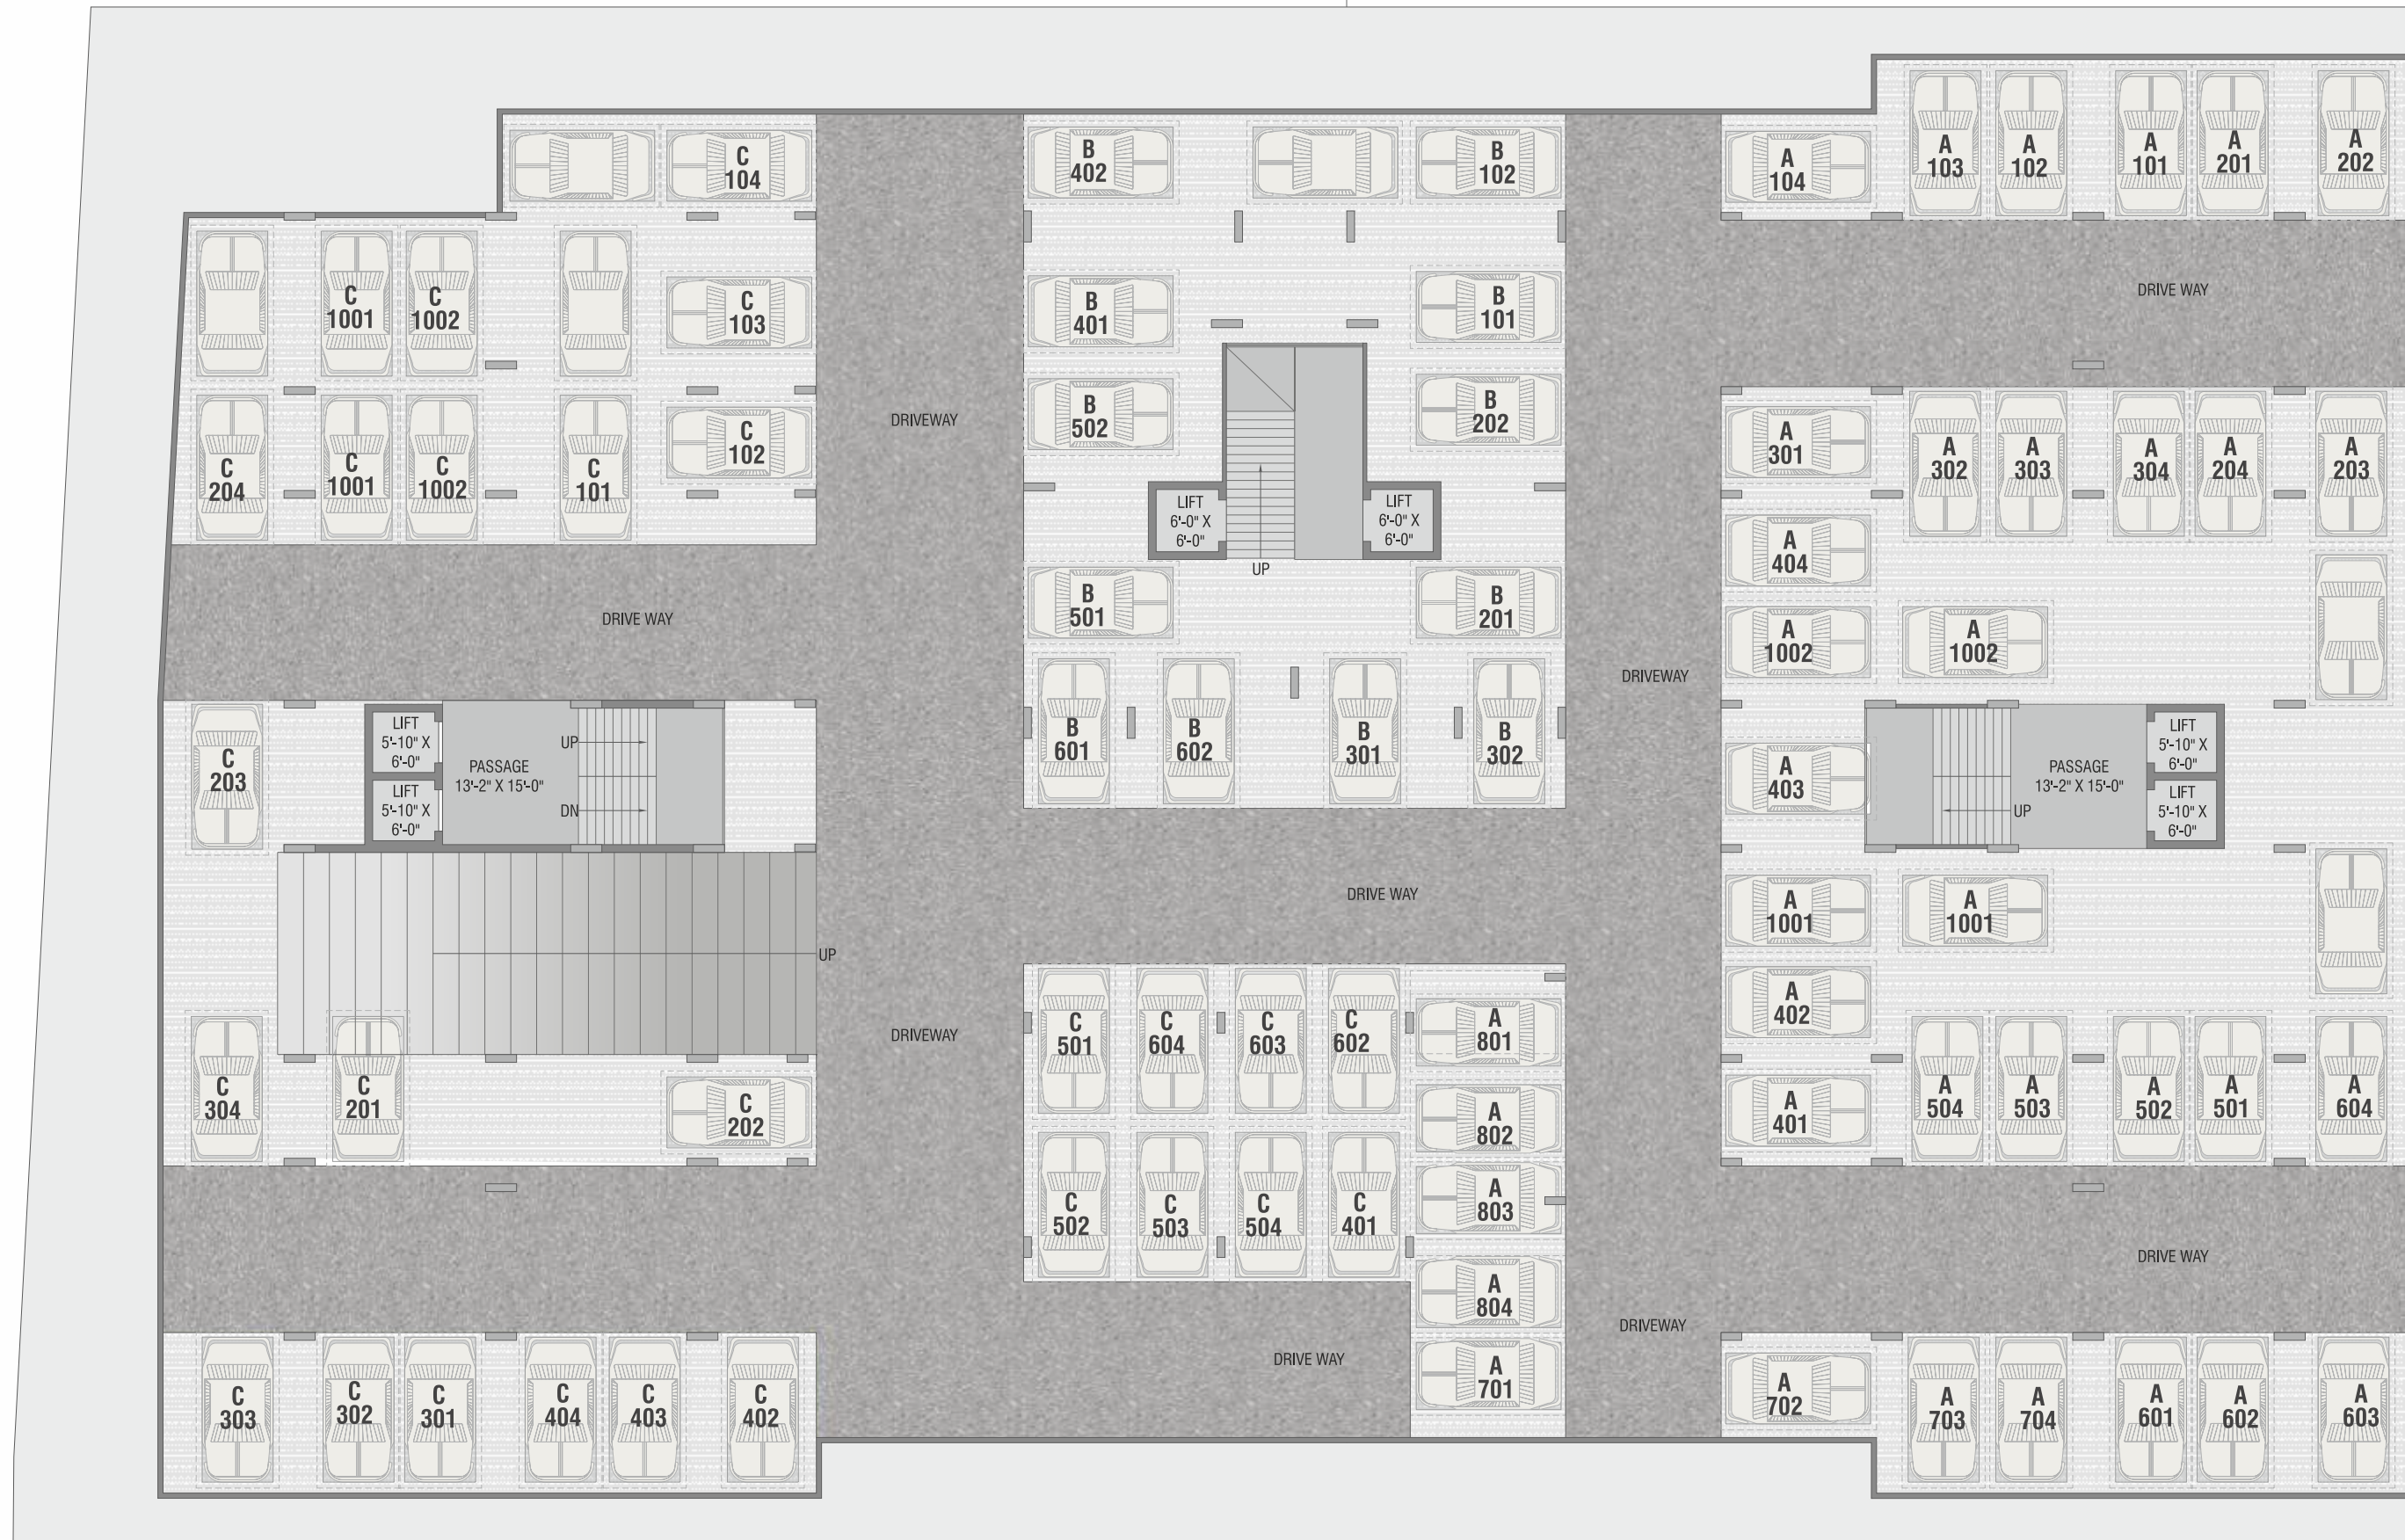 C
104
C
1001
C
1002
C
103
C
204
C
1001
C
1002
C
101
C
102
DRIVE WAY
C
203
LIFT
5'-10" X
6'-0"
LIFT
5'-10" X
6'-0"
PASSAGE
13'-2" X 15'-0"
UP
DN
UP
C
304
C
201
C
202
C
303
C
302
C
301
C
404
C
403
C
402
DRIVEWAY
DRIVEWAY
B
402
B
102
B
401
B
101
B
502
B
202
LIFT
6'-0" X
6'-0"
LIFT
6'-0" X
6'-0"
UP
B
501
B
201
B
601
B
602
B
301
B
302
DRIVE WAY
C
501
C
604
C
603
C
602
A
801
A
802
C
502
C
503
C
504
C
401
A
803
A
804
A
701
DRIVE WAY
DRIVEWAY
DRIVEWAY
A
104
A
103
A
102
A
101
A
201
A
202
DRIVE WAY
A
301
A
302
A
303
A
304
A
204
A
203
A
404
A
1002
A
1002
A
403
PASSAGE
13'-2" X 15'-0"
UP
LIFT
5'-10" X
6'-0"
LIFT
5'-10" X
6'-0"
A
1001
A
1001
A
402
A
401
A
504
A
503
A
502
A
501
A
604
DRIVE WAY
A
702
A
703
A
704
A
601
A
602
A
603